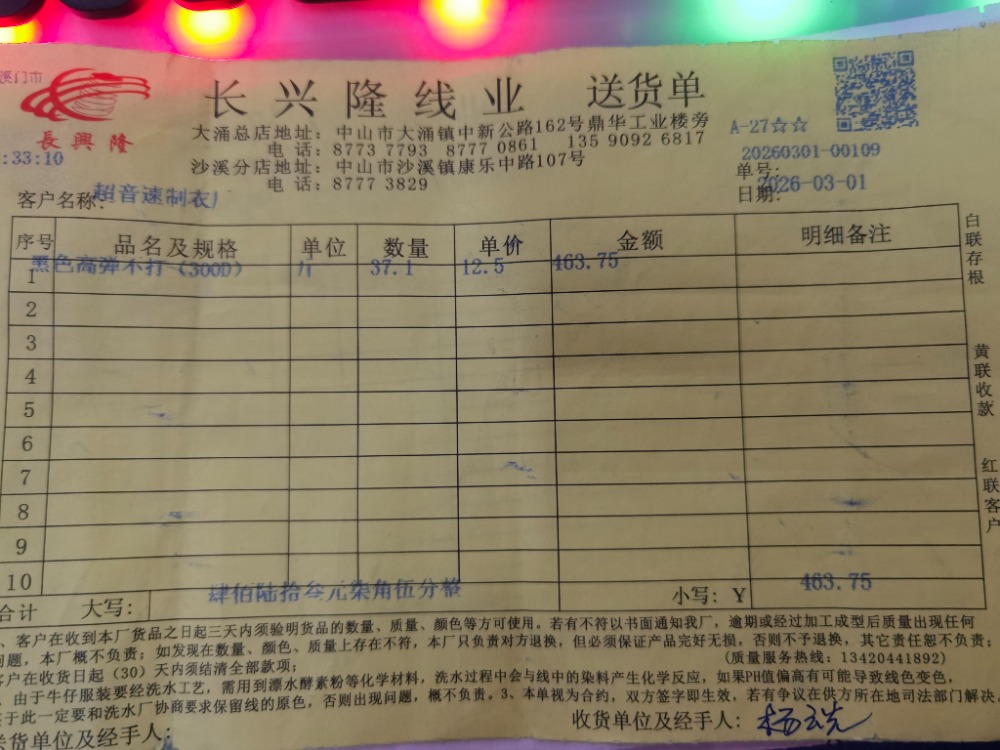 溪门市
長興隆
:33:10
长兴隆线业 送货单
大涌总店地址:中山市大涌镇中新公路162号鼎华工业楼旁
电话:8773 7793 8777 0861 135 9092 6817
沙溪分店地址:中山市沙溪镇康乐中路107号
电话:8777 3829
A-27☆☆
单号:20260301-00109
日期:2026-03-01
客户名称:超音速制衣厂
序号 品名及规格 单位 数量 单价 金额 明细备注
1 黑色高弹不打(300D) 斤 37.1 12.5 463.75
2
3
4
5
6
7
8
9
10
合计 大写:肆佰陆拾叁元柒角伍分整 小写:Y 463.75
白联存根
黄联收款
红联客户
、客户在收到本厂货品之日起三天内须验明货品的数量、质量、颜色等方可使用。若有不符以书面通知我厂,逾期或经过加工成型后质量出现任何
问题,本厂概不负责;如发现在数量、颜色、质量上存在不符,本厂只负责对方退换,但必须保证产品完好无损,否则不予退换,其它责任恕不负责;
客户在收货日起(30)天内须结清全部款项;
(质量服务热线:13420441892)
、由于牛仔服装要经洗水工艺,需用到漂水酵素粉等化学材料,洗水过程中会与线中的染料产生化学反应,如果PH值偏高有可能导致线色变色,
于此一定要和洗水厂协商要求保留线的原色,否则出现问题,概不负责。3、本单视为合约,双方签字即生效,若有争议在供方所在地司法部门解决。
送货单位及经手人:
收货单位及经手人: